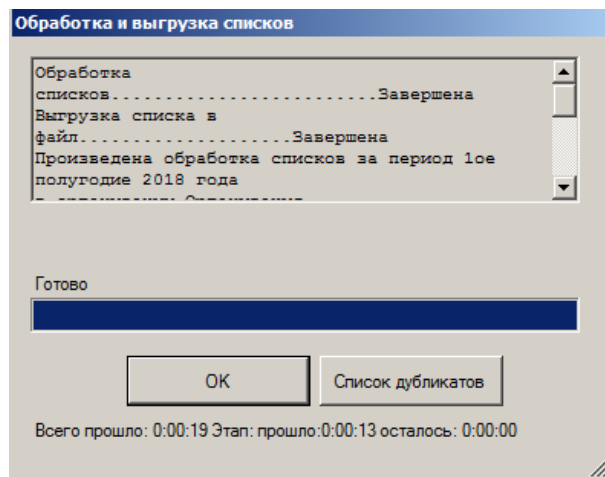 Обработка и выгрузка списков
Обработка
списков.........................Завершена
Выгрузка списка в
файл....................Завершена
Произведена обработка списков за период 1ое
полугодие 2018 года
Готово
OK
Список дубликатов
Всего прошло: 0:00:19 Этап: прошло:0:00:13 осталось: 0:00:00